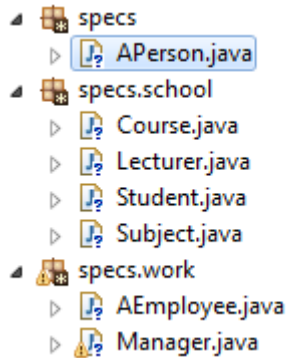 specs
APerson.java
specs.school
Course.java
Lecturer.java
Student.java
Subject.java
specs.work
AEmployee.java
Manager.java